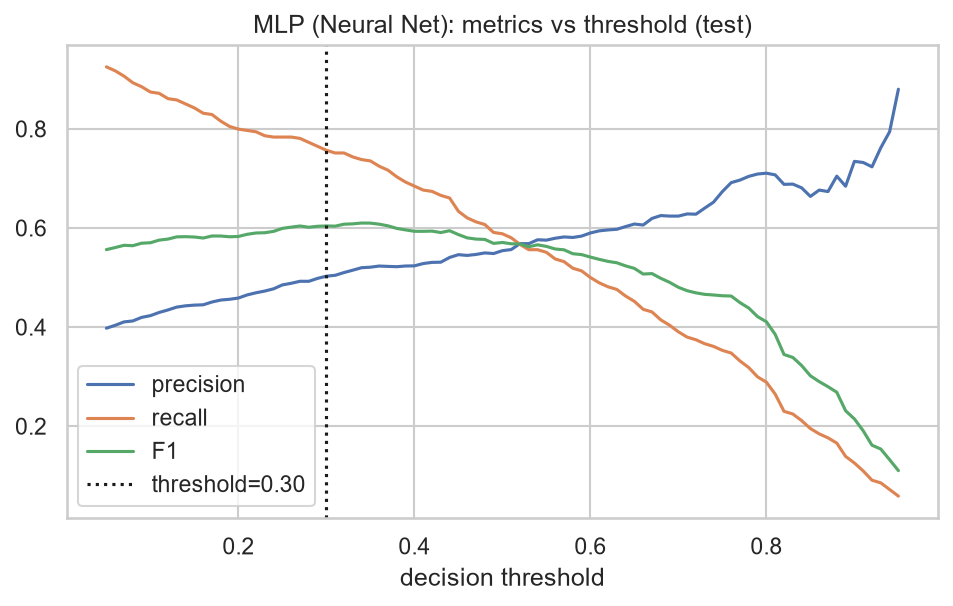 MLP (Neural Net): metrics vs threshold (test)
0.8
0.6
0.4
0.2
precision
recall
F1
threshold=0.30
0.2 0.4 0.6 0.8
decision threshold